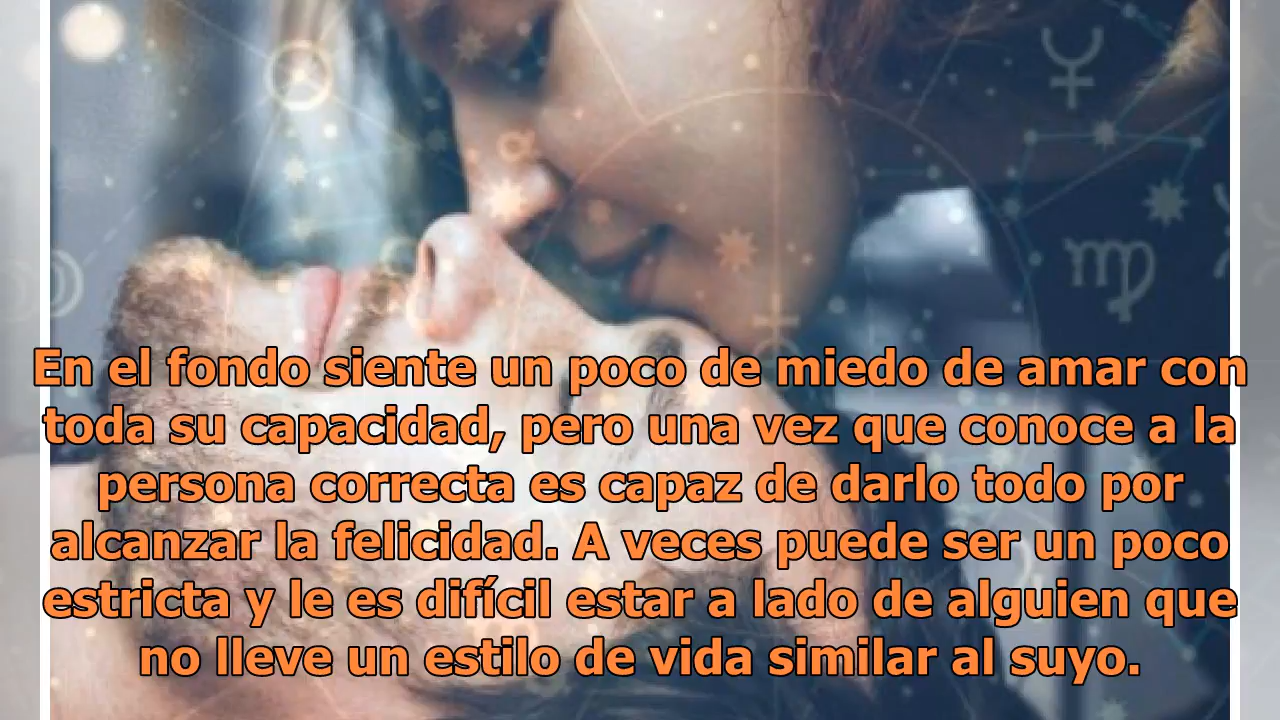 En el fondo siente un poco de miedo de amar con
toda su capacidad, pero una vez que conoce a la
persona correcta es capaz de darlo todo por
alcanzar la felicidad. A veces puede ser un poco
estricta y le es difícil estar a lado de alguien que
no lleve un estilo de vida similar al suyo.